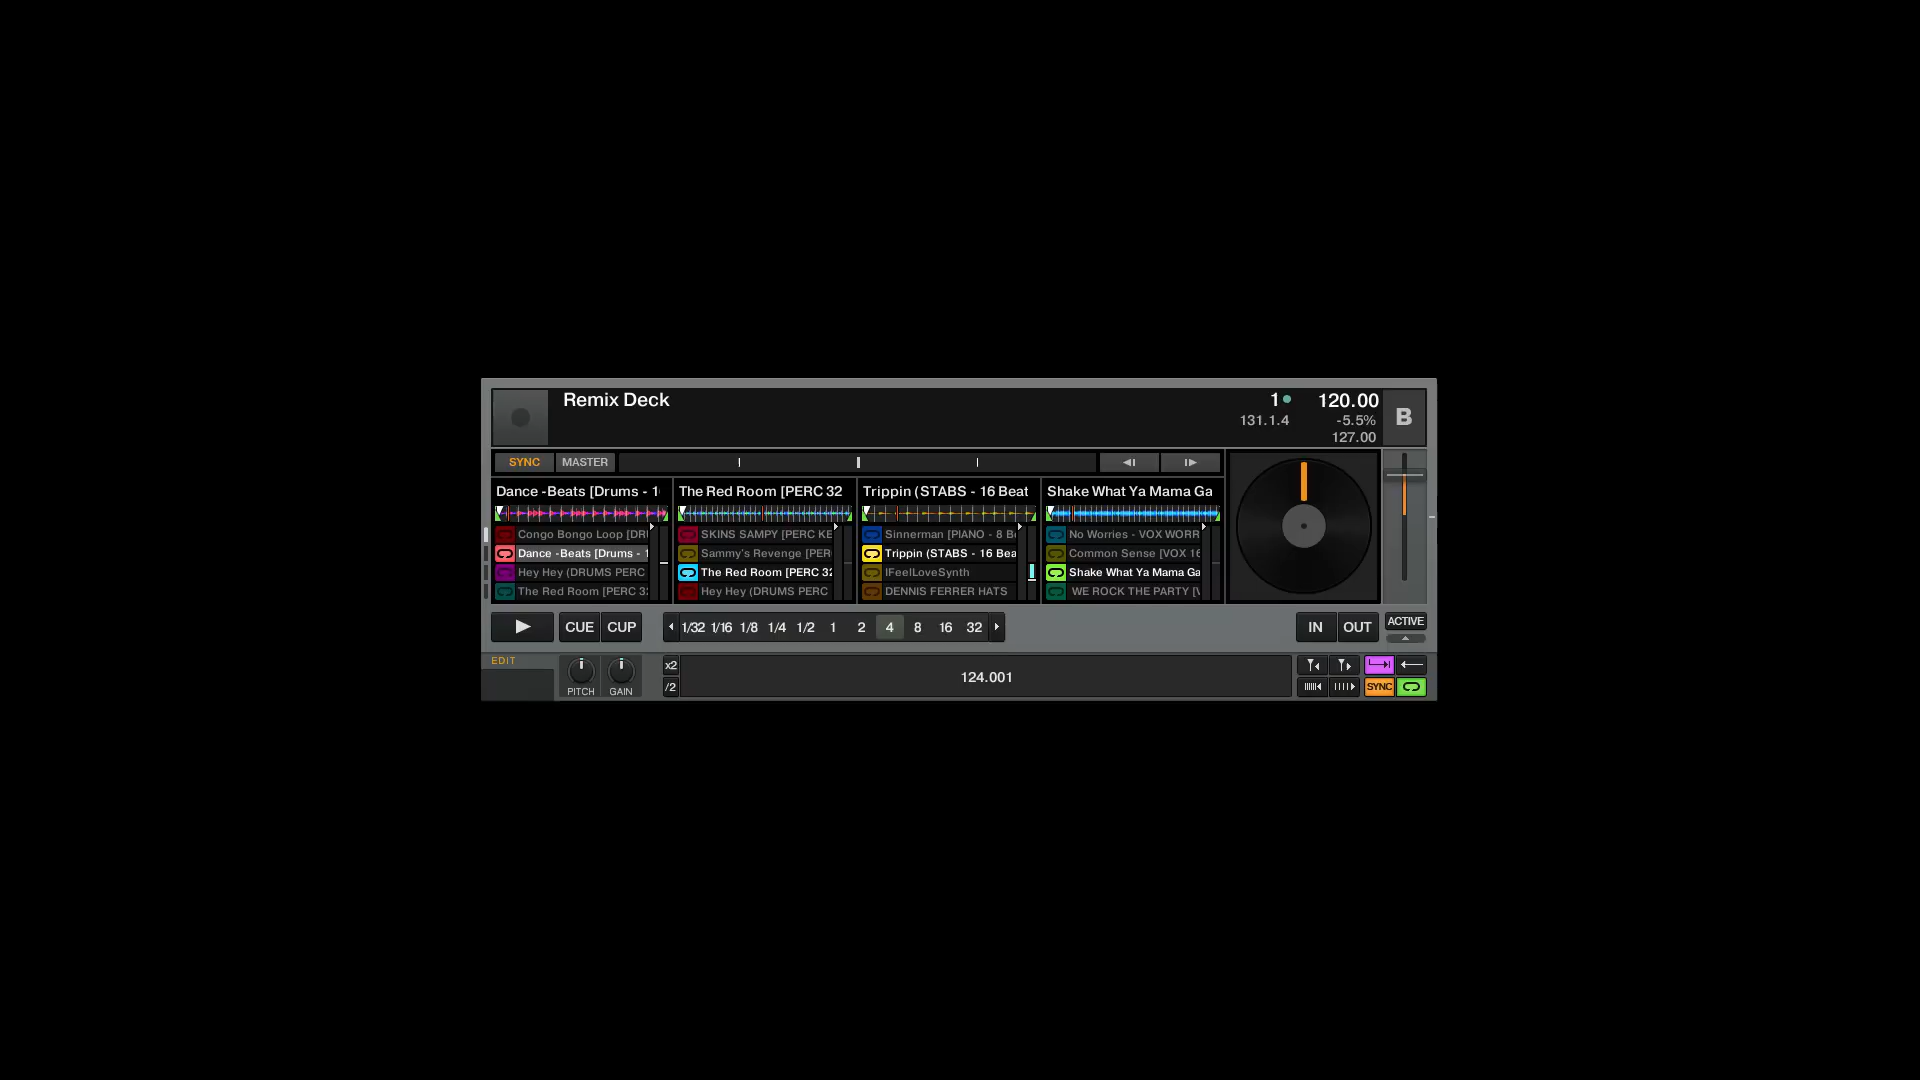 Remix Deck
1 120.00
131.1.4 -5.5%
127.00
B
SYNC MASTER
Dance -Beats [Drums - 1 The Red Room [PERC 32 Trippin (STABS - 16 Beat Shake What Ya Mama Ga
Congo Bongo Loop [DR SKINS SAMPY [PERC KE Sinnerman [PIANO - 8 B No Worries - VOX WORR
Dance -Beats [Drums - 1 Sammy's Revenge [PER Trippin (STABS - 16 Bea Common Sense [VOX 16
Hey Hey (DRUMS PERC The Red Room [PERC 32 IFeelLoveSynth Shake What Ya Mama Ga
The Red Room [PERC 3 Hey Hey (DRUMS PERC DENNIS FERRER HATS WE ROCK THE PARTY [V
CUE CUP 1/32 1/16 1/8 1/4 1/2 1 2 4 8 16 32 IN OUT ACTIVE
EDIT
PITCH GAIN
x2
/2
124.001
SYNC